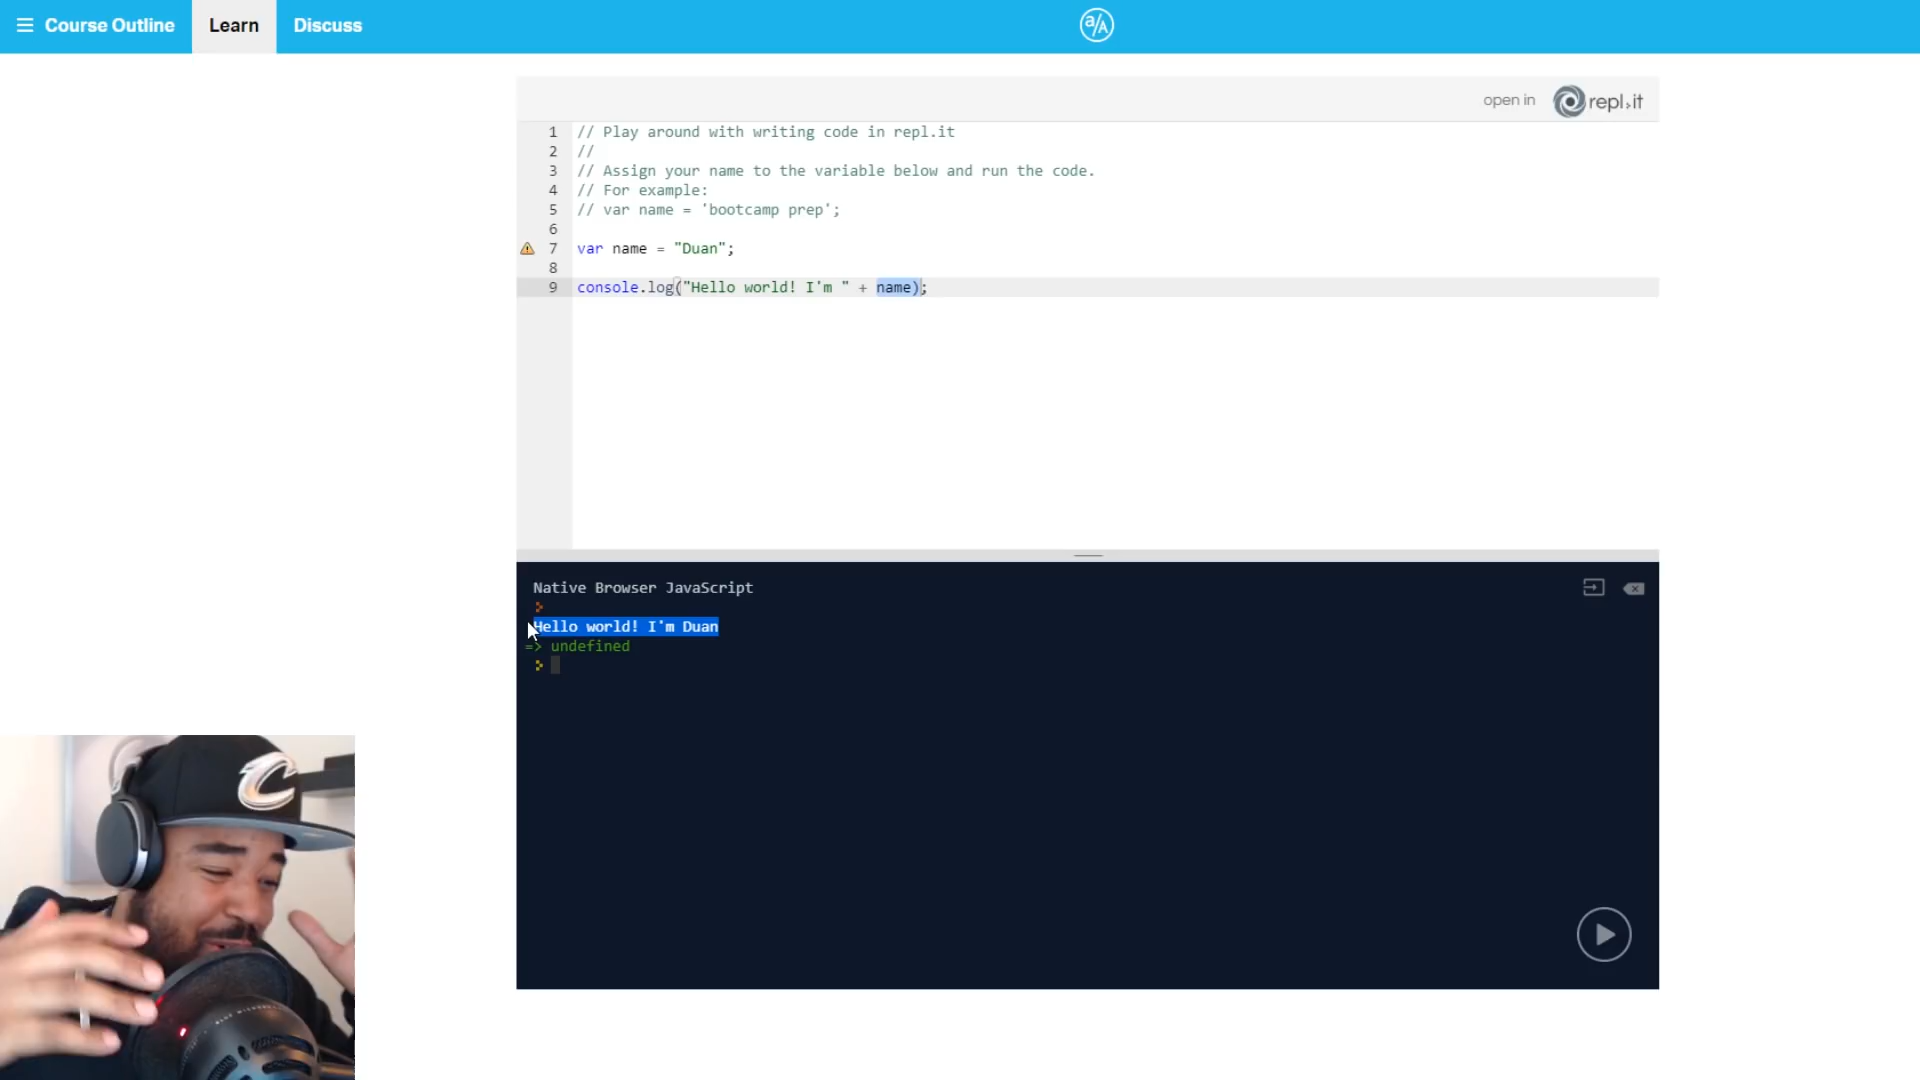 Course Outline
Learn
Discuss
a/A
open in
repl.it
1 // Play around with writing code in repl.it
2 //
3 // Assign your name to the variable below and run the code.
4 // For example:
5 // var name = 'bootcamp prep';
6
7 var name = "Duan";
8
9 console.log("Hello world! I'm " + name);
Native Browser JavaScript
Hello world! I'm Duan
=> undefined
C